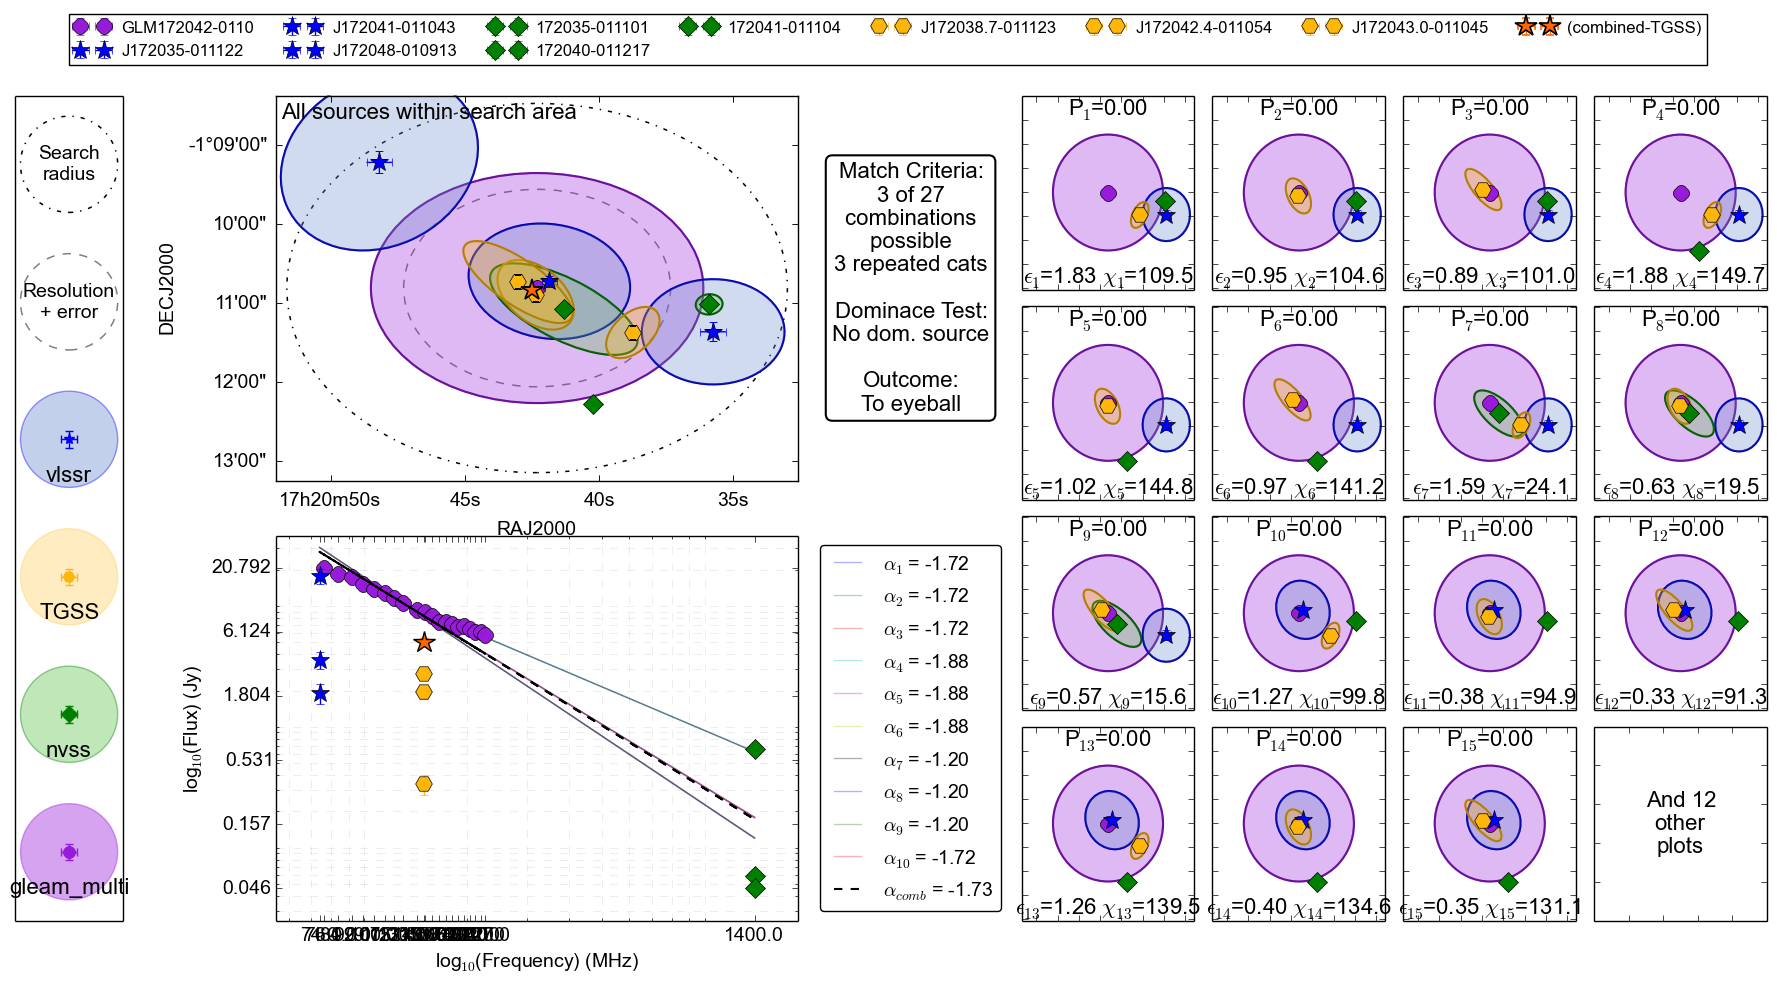 GLM172042-0110
J172041-011043
172035-011101
172041-011104
J172038.7-011123
J172042.4-011054
J172043.0-011045
(combined-TGSS)
J172035-011122
J172048-010913
172040-011217
Search
radius
Resolution
+ error
vlssr
TGSS
nvss
gleam_multi
All sources within search area
-1°09'00"
10'00"
11'00"
12'00"
13'00"
DECJ2000
17h20m50s
45s
40s
35s
RAJ2000
Match Criteria:
3 of 27
combinations
possible
3 repeated cats
Dominace Test:
No dom. source
Outcome:
To eyeball
20.792
6.124
1.804
0.531
0.157
0.046
log10(Flux) (Jy)
1400.0
log10(Frequency) (MHz)
α1 = -1.72
α2 = -1.72
α3 = -1.72
α4 = -1.88
α5 = -1.88
α6 = -1.88
α7 = -1.20
α8 = -1.20
α9 = -1.20
α10 = -1.72
αcomb = -1.73
P1=0.00
ϵ1=1.83 χ1=109.5
P2=0.00
ϵ2=0.95 χ2=104.6
P3=0.00
ϵ3=0.89 χ3=101.0
P4=0.00
ϵ4=1.88 χ4=149.7
P5=0.00
ϵ5=1.02 χ5=144.8
P6=0.00
ϵ6=0.97 χ6=141.2
P7=0.00
ϵ7=1.59 χ7=24.1
P8=0.00
ϵ8=0.63 χ8=19.5
P9=0.00
ϵ9=0.57 χ9=15.6
P10=0.00
ϵ10=1.27 χ10=99.8
P11=0.00
ϵ11=0.38 χ11=94.9
P12=0.00
ϵ12=0.33 χ12=91.3
P13=0.00
ϵ13=1.26 χ13=139.5
P14=0.00
ϵ14=0.40 χ14=134.6
P15=0.00
ϵ15=0.35 χ15=131.1
And 12
other
plots